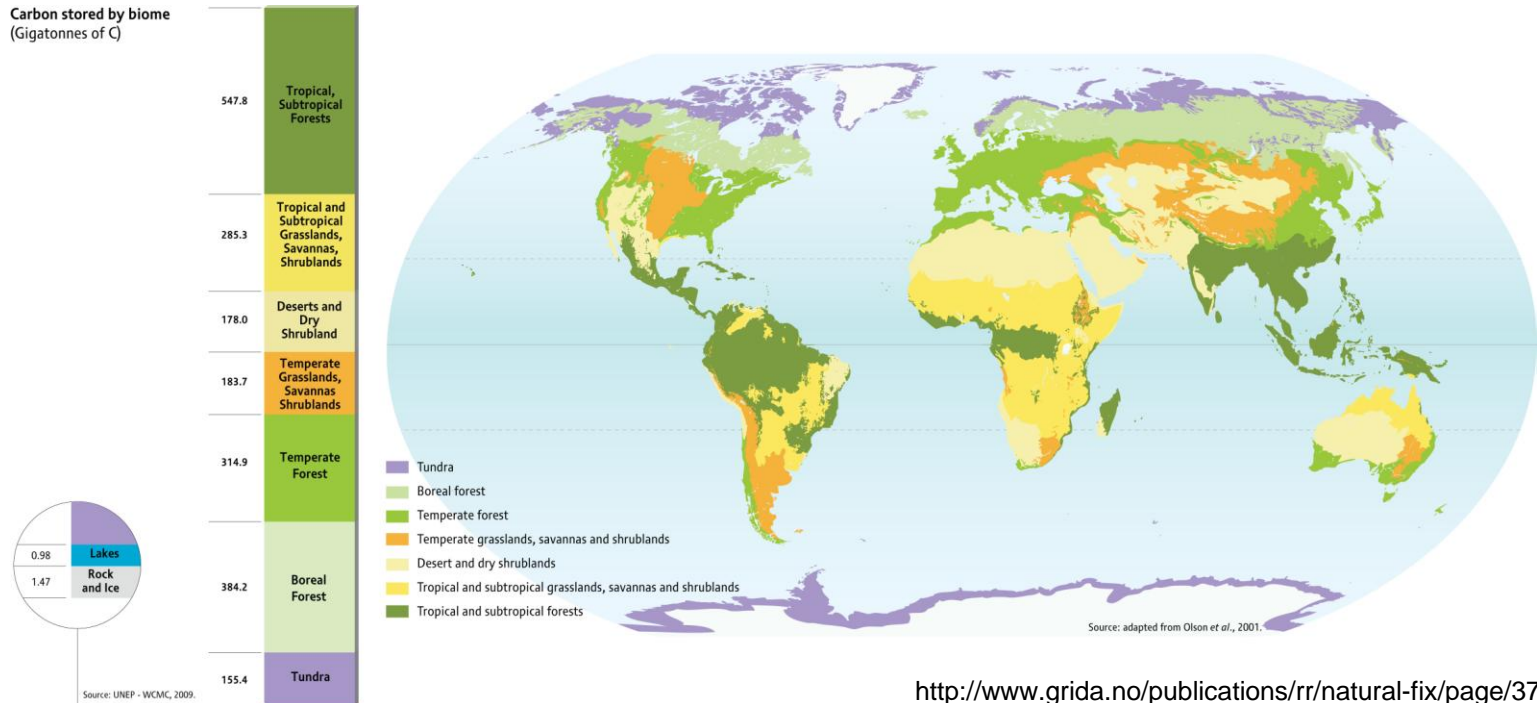 Carbon stored by biome
(Gigatonnes of C)
547.8
Tropical,
Subtropical
Forests
285.3
Tropical and
Subtropical
Grasslands,
Savannas,
Shrublands
178.0
Deserts and
Dry
Shrubland
183.7
Temperate
Grasslands,
Savannas
Shrublands
314.9
Temperate
Forest
384.2
Boreal
Forest
155.4
Tundra
0.98
Lakes
1.47
Rock
and Ice
Source: UNEP - WCMC, 2009.
Tundra
Boreal forest
Temperate forest
Temperate grasslands, savannas and shrublands
Desert and dry shrublands
Tropical and subtropical grasslands, savannas and shrublands
Tropical and subtropical forests
Source: adapted from Olson et al., 2001.
http://www.grida.no/publications/rr/natural-fix/page/37